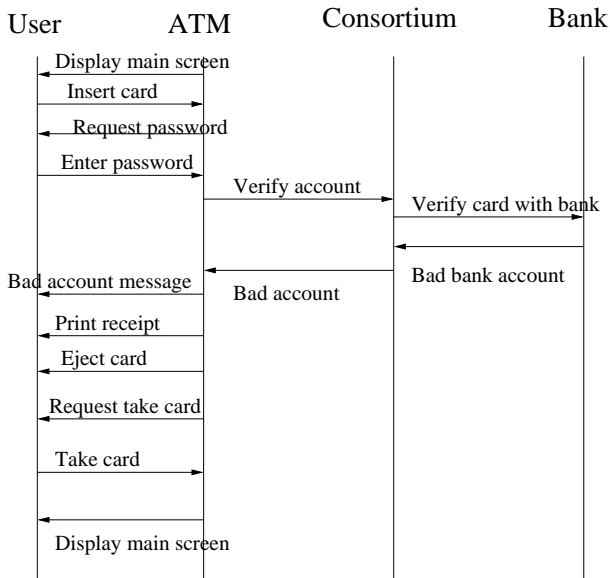 User
ATM
Consortium
Bank
Display main screen
Insert card
Request password
Enter password
Verify account
Verify card with bank
Bad bank account
Bad account
Bad account message
Print receipt
Eject card
Request take card
Take card
Display main screen